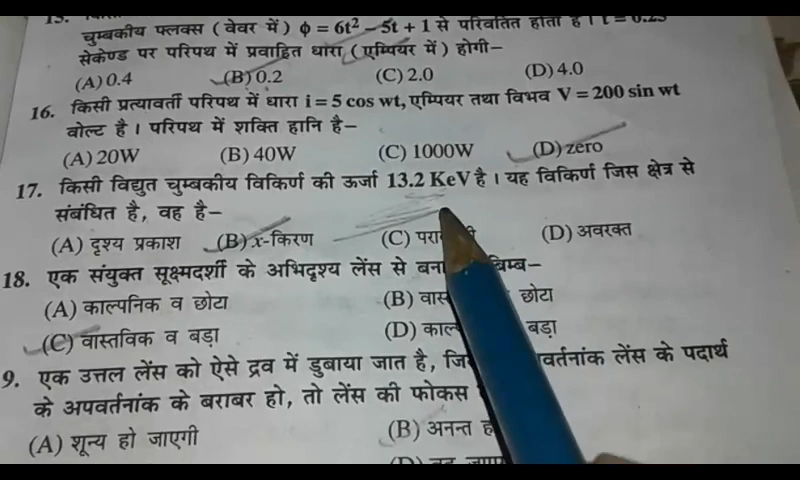 चुम्बकीय फ्लक्स (वेबर में) ϕ = 6t² – 5t + 1 से परिवर्तित होता है। t = 0.25
सेकेण्ड पर परिपथ में प्रवाहित धारा (एम्पियर में) होगी–
(A) 0.4 (B) 0.2 (C) 2.0 (D) 4.0
16. किसी प्रत्यावर्ती परिपथ में धारा i = 5 cos wt, एम्पियर तथा विभव V = 200 sin wt
वोल्ट है। परिपथ में शक्ति हानि है–
(A) 20W (B) 40W (C) 1000W (D) zero
17. किसी विद्युत चुम्बकीय विकिर्ण की ऊर्जा 13.2 KeV है। यह विकिर्ण जिस क्षेत्र से
संबंधित है, वह है–
(A) दृश्य प्रकाश (B) x-किरण (C) (D) अवरक्त
18. एक संयुक्त सूक्ष्मदर्शी के अभिदृश्य लेंस से बिम्ब–
(A) काल्पनिक व छोटा (B) छोटा
(C) वास्तविक व बड़ा (D) बड़ा
9. एक उत्तल लेंस को ऐसे द्रव में डुबाया जात है, लेंस के पदार्थ
के अपवर्तनांक के बराबर हो, तो लेंस की फोकस
(A) शून्य हो जाएगी (B) अनन्त